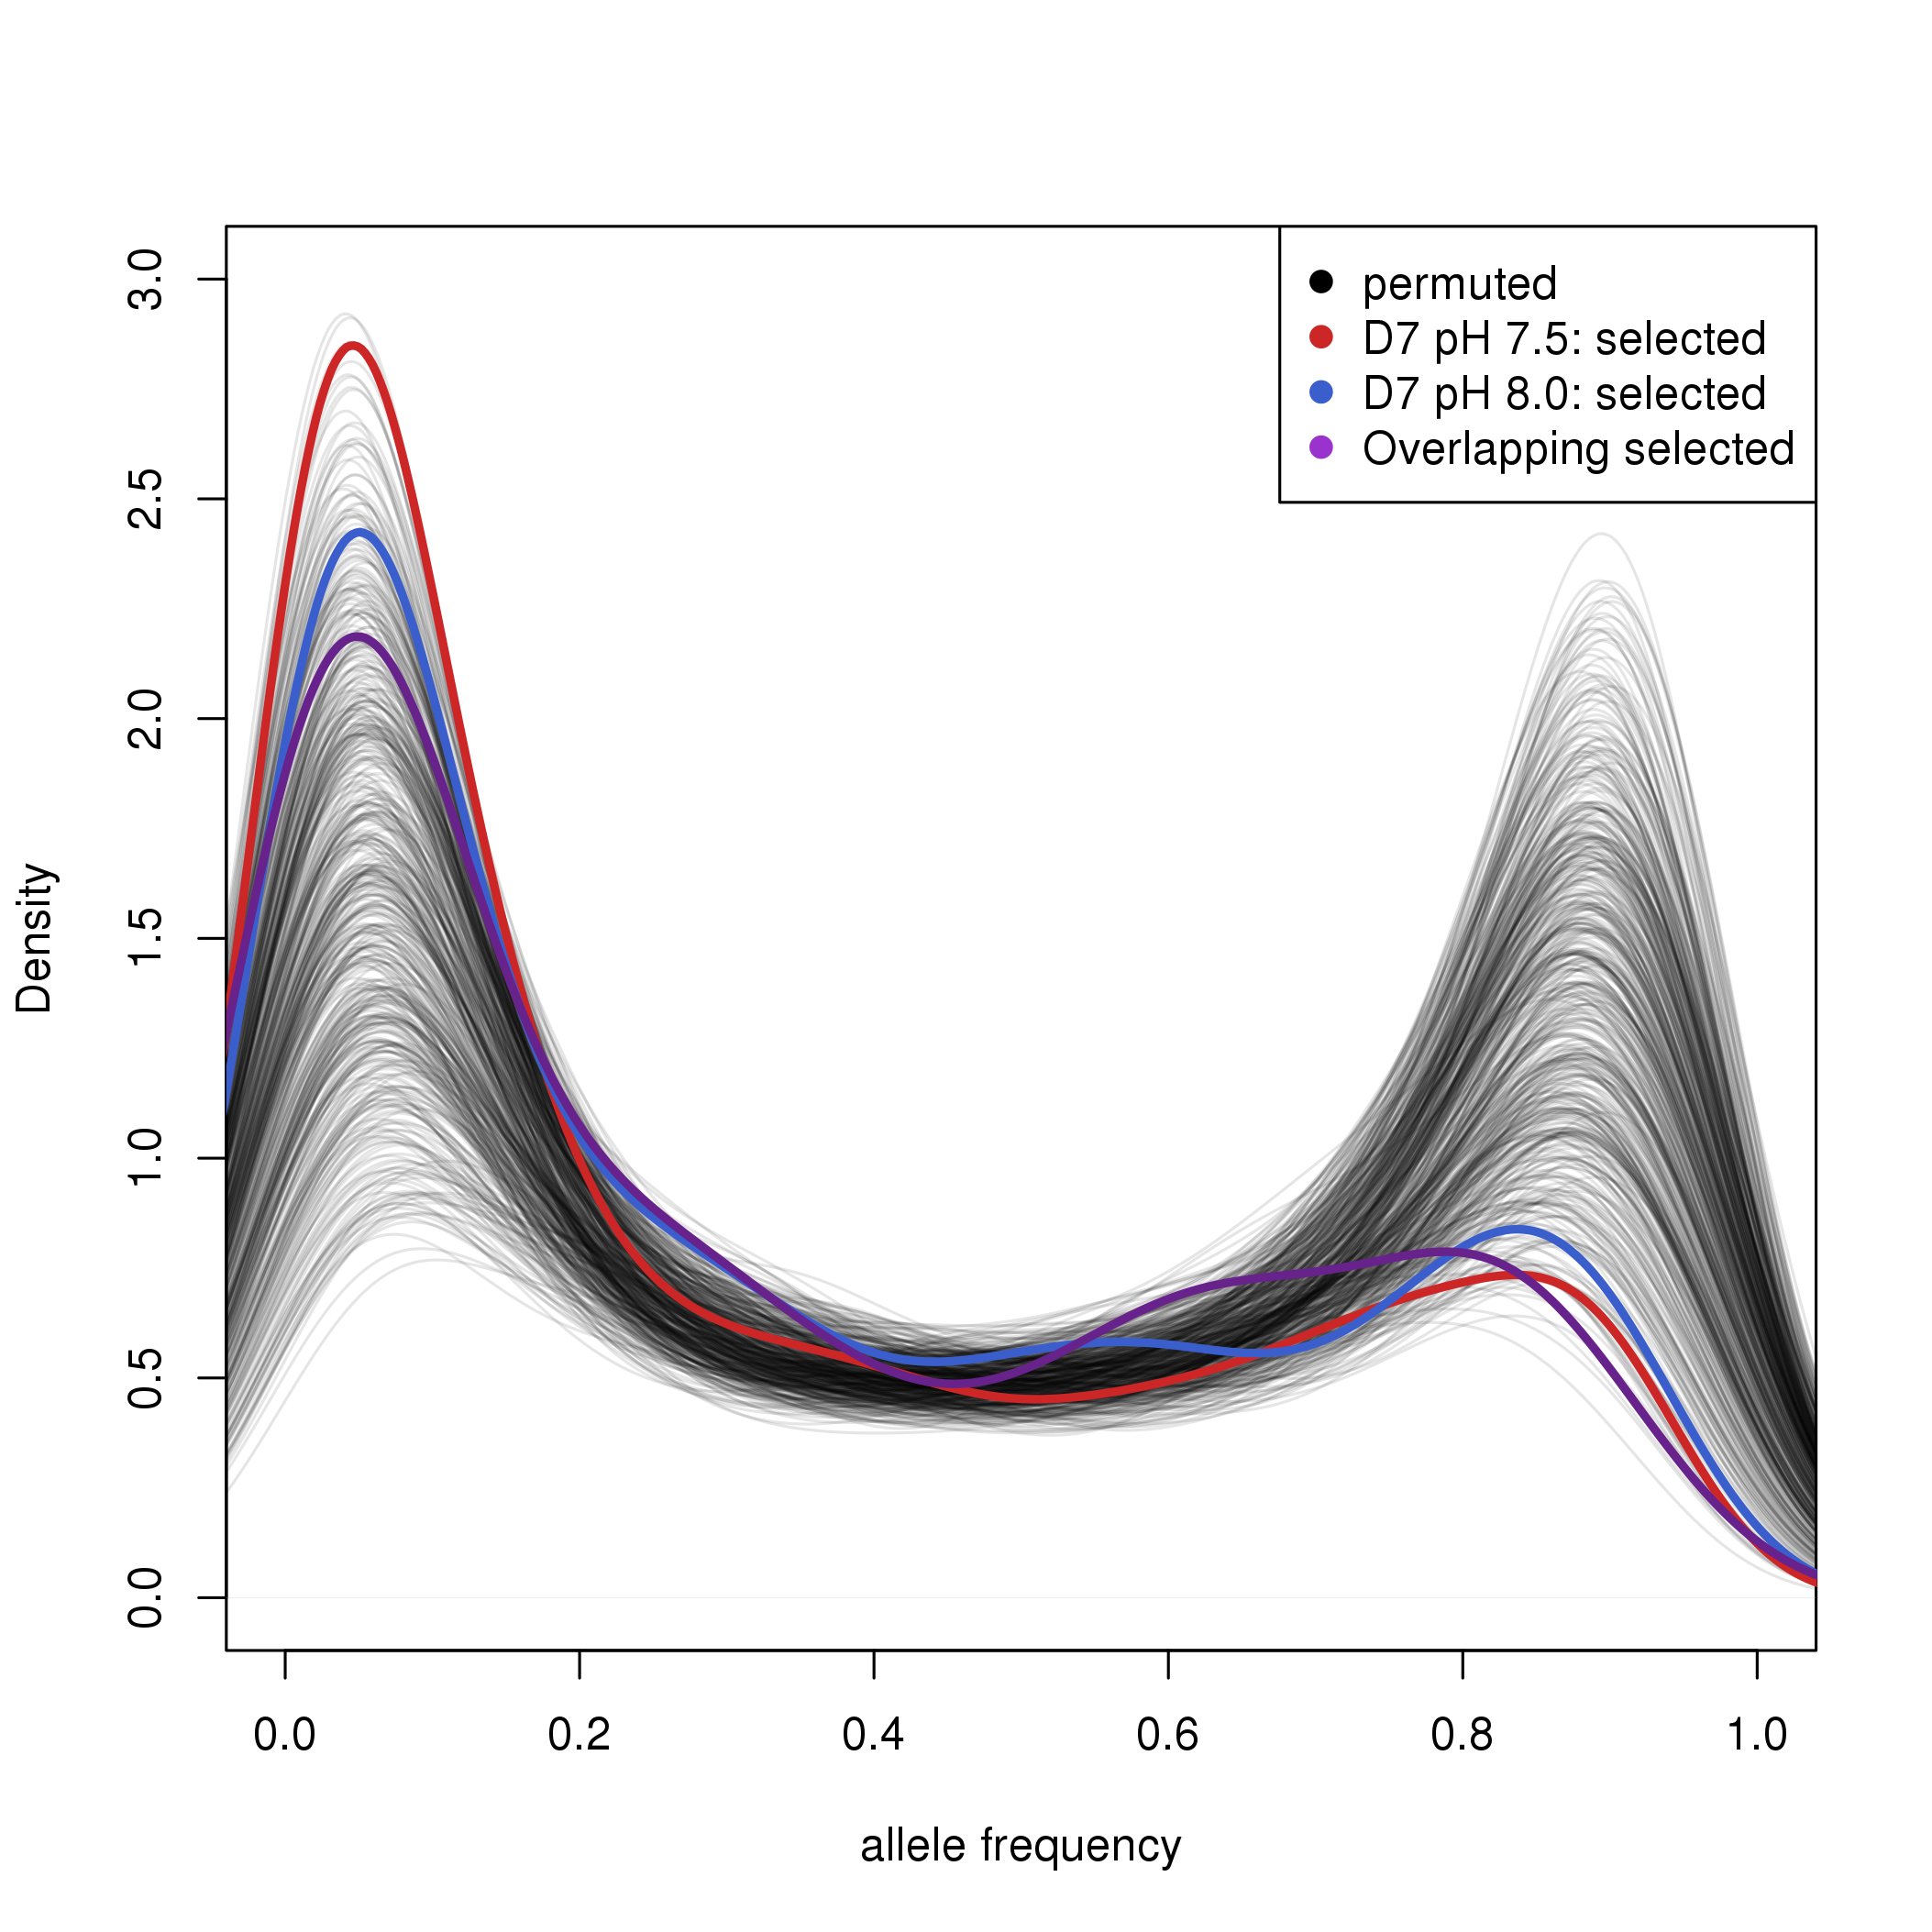 permuted
D7 pH 7.5: selected
D7 pH 8.0: selected
Overlapping selected
Density
3.0
2.5
2.0
1.5
1.0
0.5
0.0
0.0 0.2 0.4 0.6 0.8 1.0
allele frequency